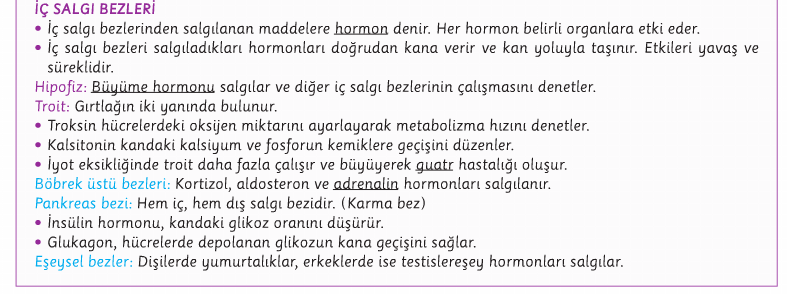 İÇ SALGI BEZLERİ
• İç salgı bezlerinden salgılanan maddelere hormon denir. Her hormon belirli organlara etki eder.
• İç salgı bezleri salgıladıkları hormonları doğrudan kana verir ve kan yoluyla taşınır. Etkileri yavaş ve
süreklidir.
Hipofiz: Büyüme hormonu salgılar ve diğer iç salgı bezlerinin çalışmasını denetler.
Troit: Gırtlağın iki yanında bulunur.
• Troksin hücrelerdeki oksijen miktarını ayarlayarak metabolizma hızını denetler.
• Kalsitonin kandaki kalsiyum ve fosforun kemiklere geçişini düzenler.
• İyot eksikliğinde troit daha fazla çalışır ve büyüyerek guatr hastalığı oluşur.
Böbrek üstü bezleri: Kortizol, aldosteron ve adrenalin hormonları salgılanır.
Pankreas bezi: Hem iç, hem dış salgı bezidir. (Karma bez)
• İnsülin hormonu, kandaki glikoz oranını düşürür.
• Glukagon, hücrelerde depolanan glikozun kana geçişini sağlar.
Eşeysel bezler: Dişilerde yumurtalıklar, erkeklerde ise testislereşey hormonları salgılar.